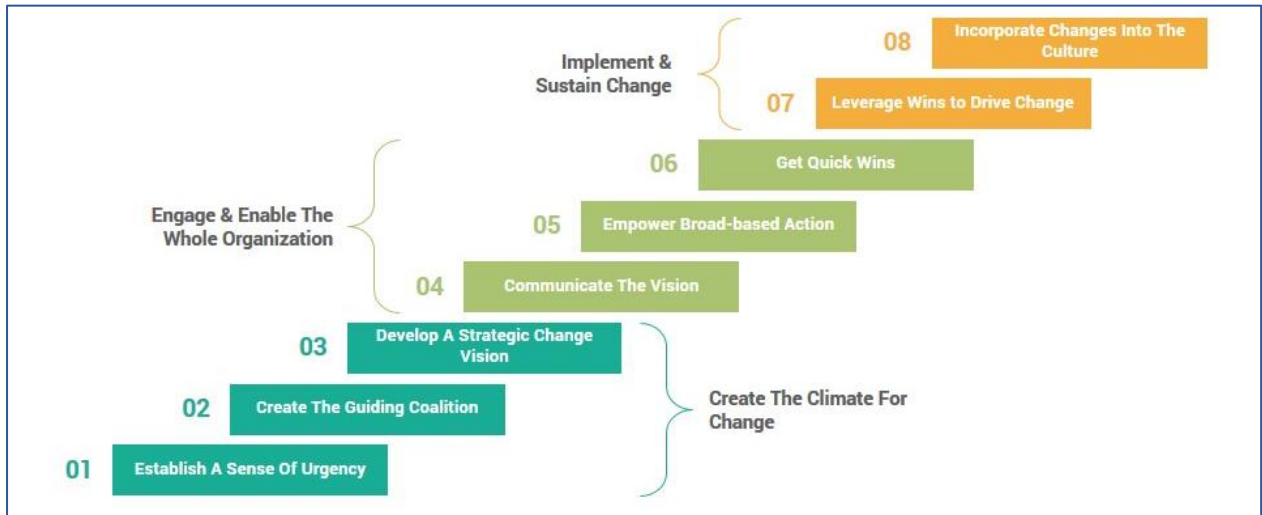 08
Incorporate Changes Into The
Culture
Implement &
Sustain Change
07
Leverage Wins to Drive Change
06
Get Quick Wins
Engage & Enable The
Whole Organization
05
Empower Broad-based Action
04
Communicate The Vision
03
Develop A Strategic Change
Vision
02
Create The Guiding Coalition
Create The Climate For
Change
01
Establish A Sense Of Urgency